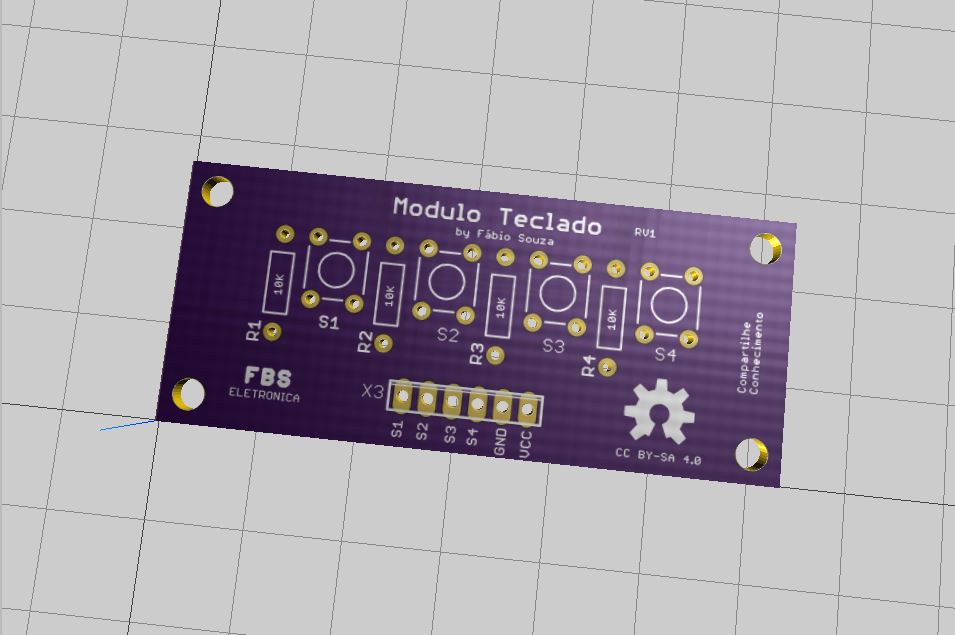 Modulo Teclado
by Fábio Souza
RV1
10K
10K
10K
10K
R1
S1
R2
S2
R3
S3
R4
S4
Compartilhe
Conhecimento
FBS
ELETRONICA
X3
S1
S2
S3
S4
GND
VCC
CC BY-SA 4.0